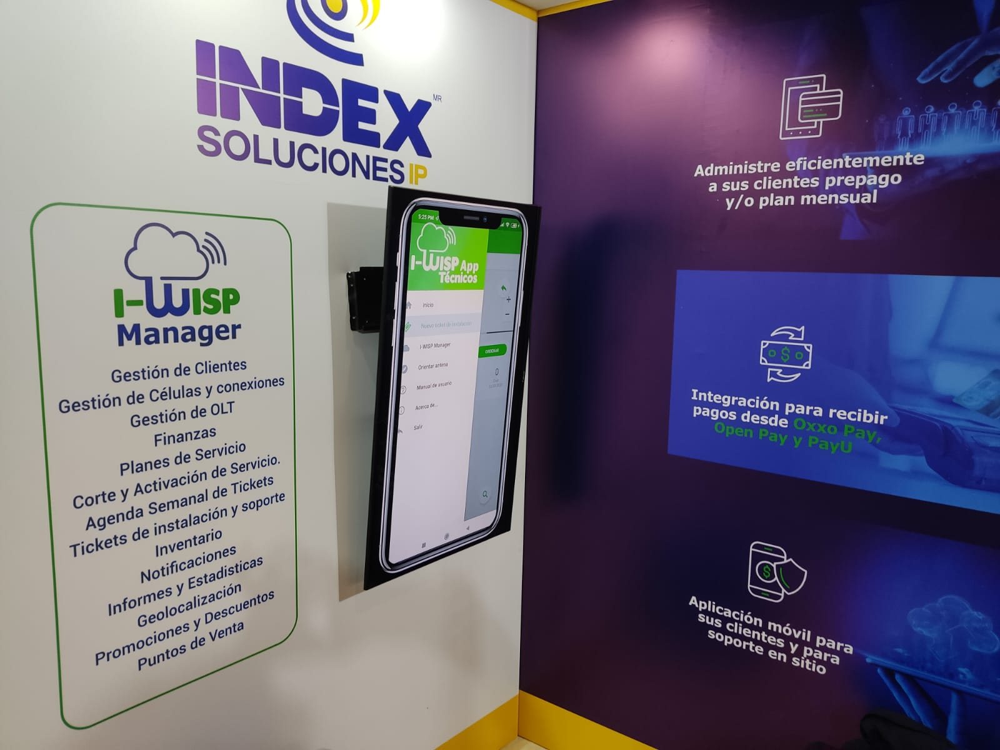 INDEX MR
SOLUCIONES IP
I-WISP
Manager
Gestión de Clientes
Gestión de Células y conexiones
Gestión de OLT
Finanzas
Planes de Servicio
Corte y Activación de Servicio.
Agenda Semanal de Tickets
Tickets de instalación y soporte
Inventario
Notificaciones
Informes y Estadísticas
Geolocalización
Promociones y Descuentos
Puntos de Venta
5:25 PM
I-WISP App
Técnicos
Inicio
Nuevo ticket de instalación
I-WISP Manager
Orientar antena
Manual de usuario
Acerca de...
Salir
+
-
ORDENAR
0
Administre eficientemente
a sus clientes prepago
y/o plan mensual
Integración para recibir
pagos desde Oxxo Pay,
Open Pay y PayU
Aplicación móvil para
sus clientes y para
soporte en sitio